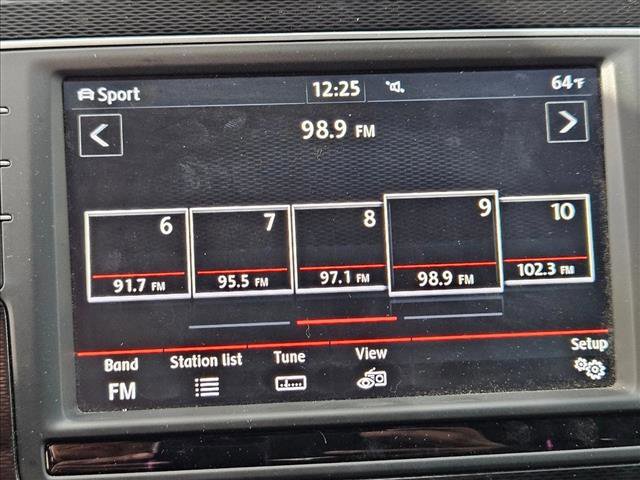 Sport 12:25 64°F
98.9 FM
6 7 8 9 10
91.7 FM 95.5 FM 97.1 FM 98.9 FM 102.3 FM
Band Station list Tune View Setup
FM